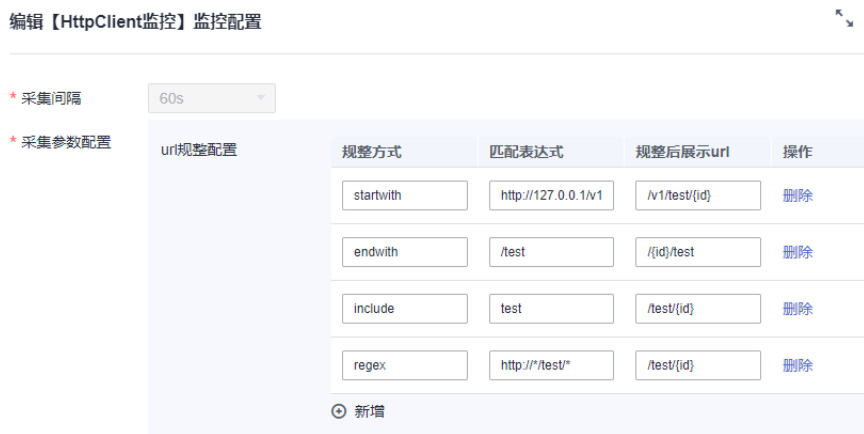 编辑【HttpClient监控】监控配置
* 采集间隔 60s
* 采集参数配置 url规整配置 规整方式 匹配表达式 规整后展示url 操作
startwith http://127.0.0.1/v1 /v1/test/{id} 删除
endwith /test /{id}/test 删除
include test /test/{id} 删除
regex http://*/test/* /test/{id} 删除
新增